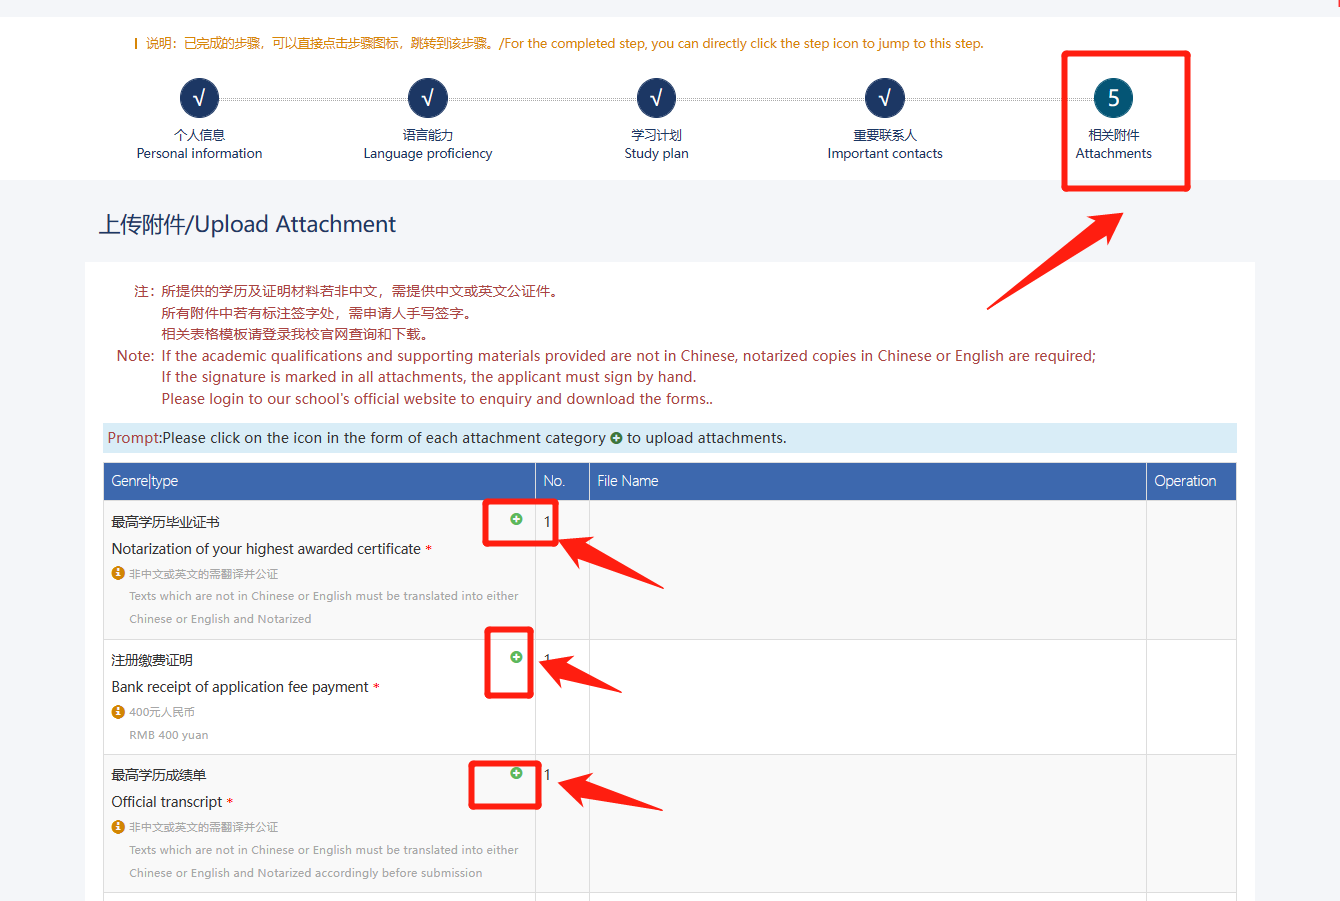 说明：已完成的步骤，可以直接点击步骤图标，跳转到该步骤。/For the completed step, you can directly click the step icon to jump to this step.
√ √ √ √ 5
个人信息 语言能力 学习计划 重要联系人 相关附件
Personal information Language proficiency Study plan Important contacts Attachments
上传附件/Upload Attachment
注：所提供的学历及证明材料若非中文，需提供中文或英文公证件。
所有附件中若有标注签字处，需申请人手写签字。
相关表格模板请登录我校官网查询和下载。
Note: If the academic qualifications and supporting materials provided are not in Chinese, notarized copies in Chinese or English are required;
If the signature is marked in all attachments, the applicant must sign by hand.
Please login to our school's official website to enquiry and download the forms..
Prompt:Please click on the icon in the form of each attachment category to upload attachments.
Genre|type No. File Name Operation
最高学历毕业证书 1
Notarization of your highest awarded certificate *
非中文或英文的需翻译并公证
Texts which are not in Chinese or English must be translated into either
Chinese or English and Notarized
注册缴费证明 1
Bank receipt of application fee payment *
400元人民币
RMB 400 yuan
最高学历成绩单 1
Official transcript *
非中文或英文的需翻译并公证
Texts which are not in Chinese or English must be translated into either
Chinese or English and Notarized accordingly before submission